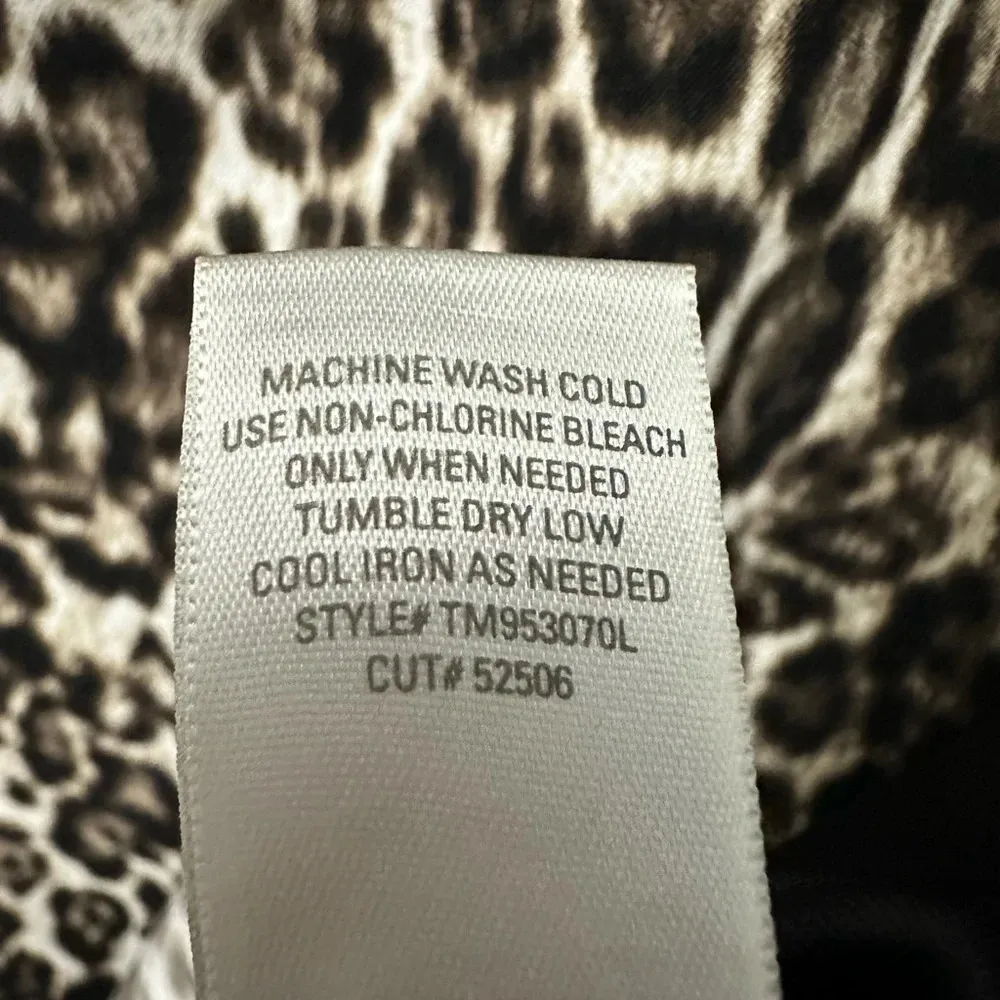 MACHINE WASH COLD
USE NON-CHLORINE BLEACH
ONLY WHEN NEEDED
TUMBLE DRY LOW
COOL IRON AS NEEDED
STYLE# TM953070L
CUT# 52506